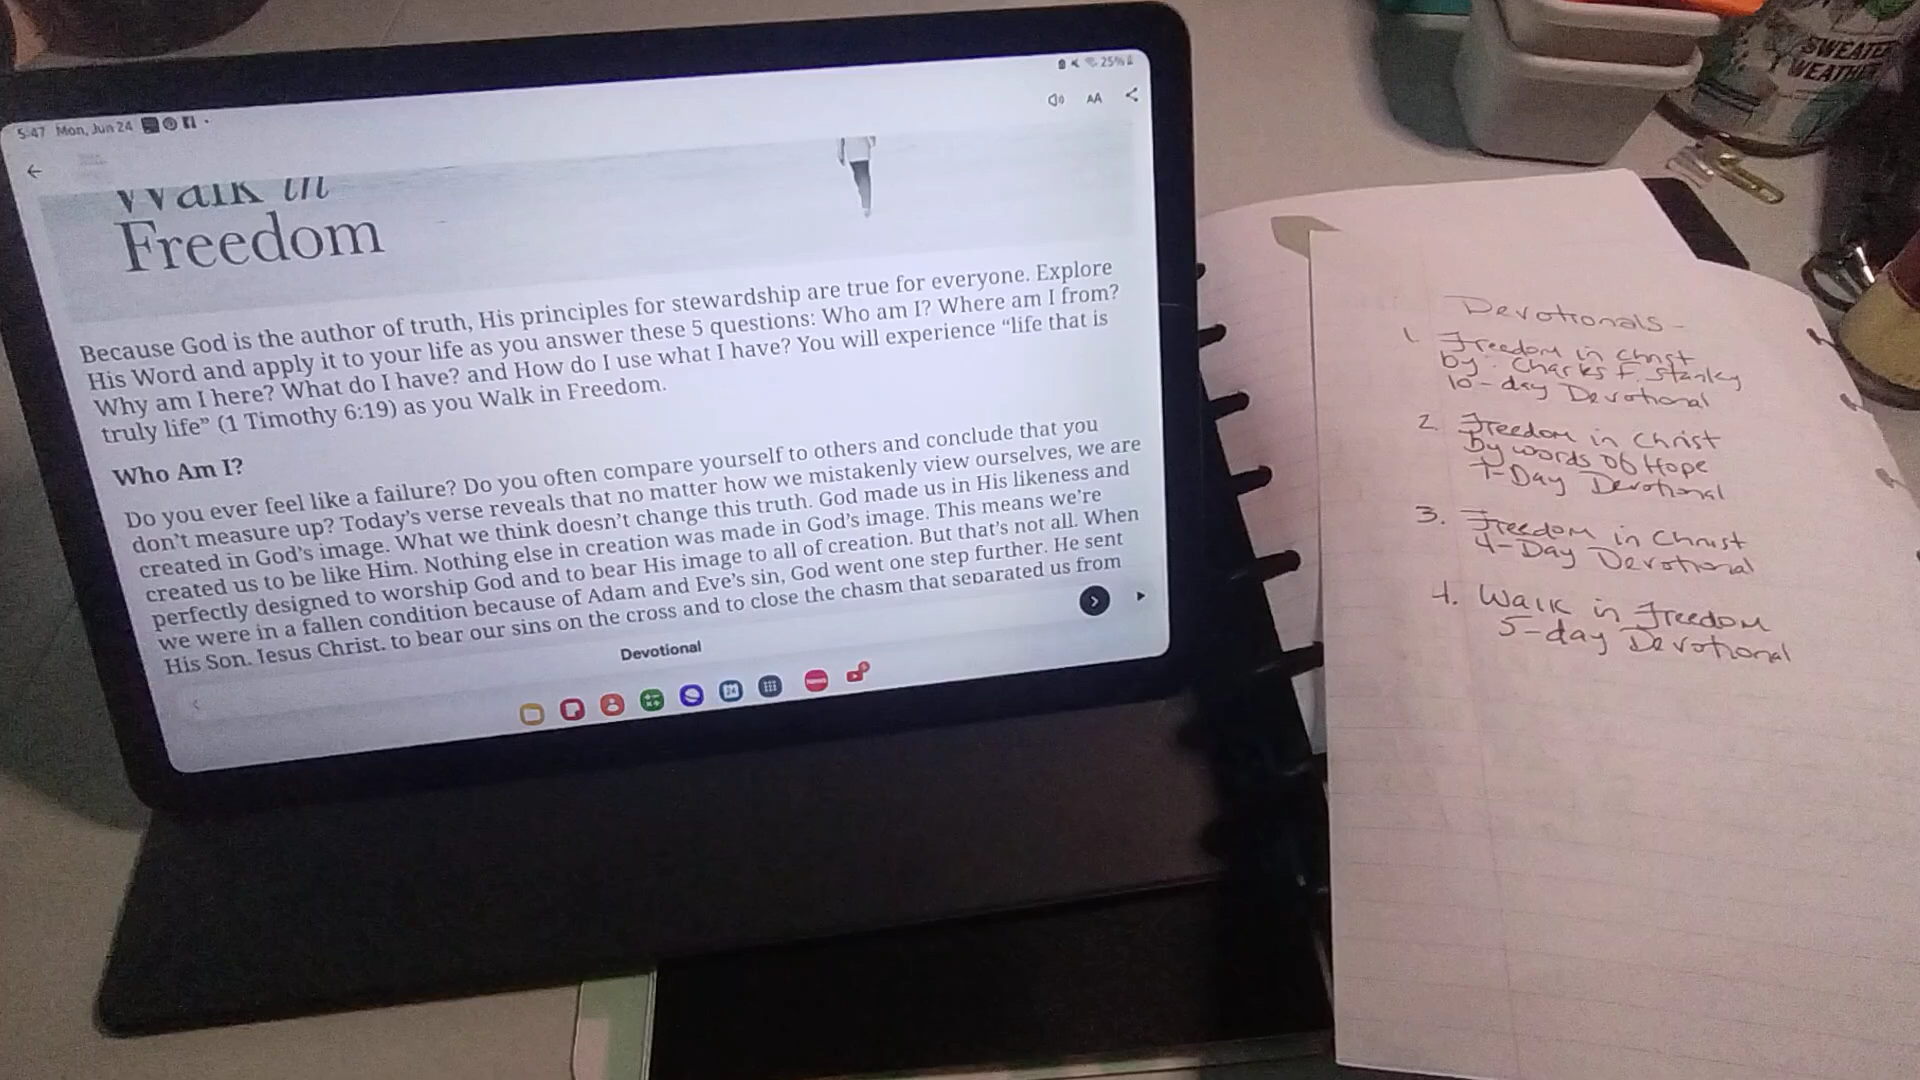 5:47 Mon, Jun 24
25%
AA
Walk in
Freedom
Because God is the author of truth, His principles for stewardship are true for everyone. Explore
His Word and apply it to your life as you answer these 5 questions: Who am I? Where am I from?
Why am I here? What do I have? and How do I use what I have? You will experience “life that is
truly life” (1 Timothy 6:19) as you Walk in Freedom.
Who Am I?
Do you ever feel like a failure? Do you often compare yourself to others and conclude that you
don’t measure up? Today’s verse reveals that no matter how we mistakenly view ourselves, we are
created in God’s image. What we think doesn’t change this truth. God made us in His likeness and
created us to be like Him. Nothing else in creation was made in God’s image. This means we’re
perfectly designed to worship God and to bear His image to all of creation. But that’s not all. When
we were in a fallen condition because of Adam and Eve’s sin, God went one step further. He sent
His Son, Jesus Christ, to bear our sins on the cross and to close the chasm that separated us from
Devotional
24
news
Devotionals -
1. Freedom in Christ
by: Charles F. Stanley
10-day Devotional
2. Freedom in Christ
by words of Hope
7-Day Devotional
3. Freedom in Christ
4-Day Devotional
4. Walk in Freedom
5-day Devotional
SWEATER
WEATHER